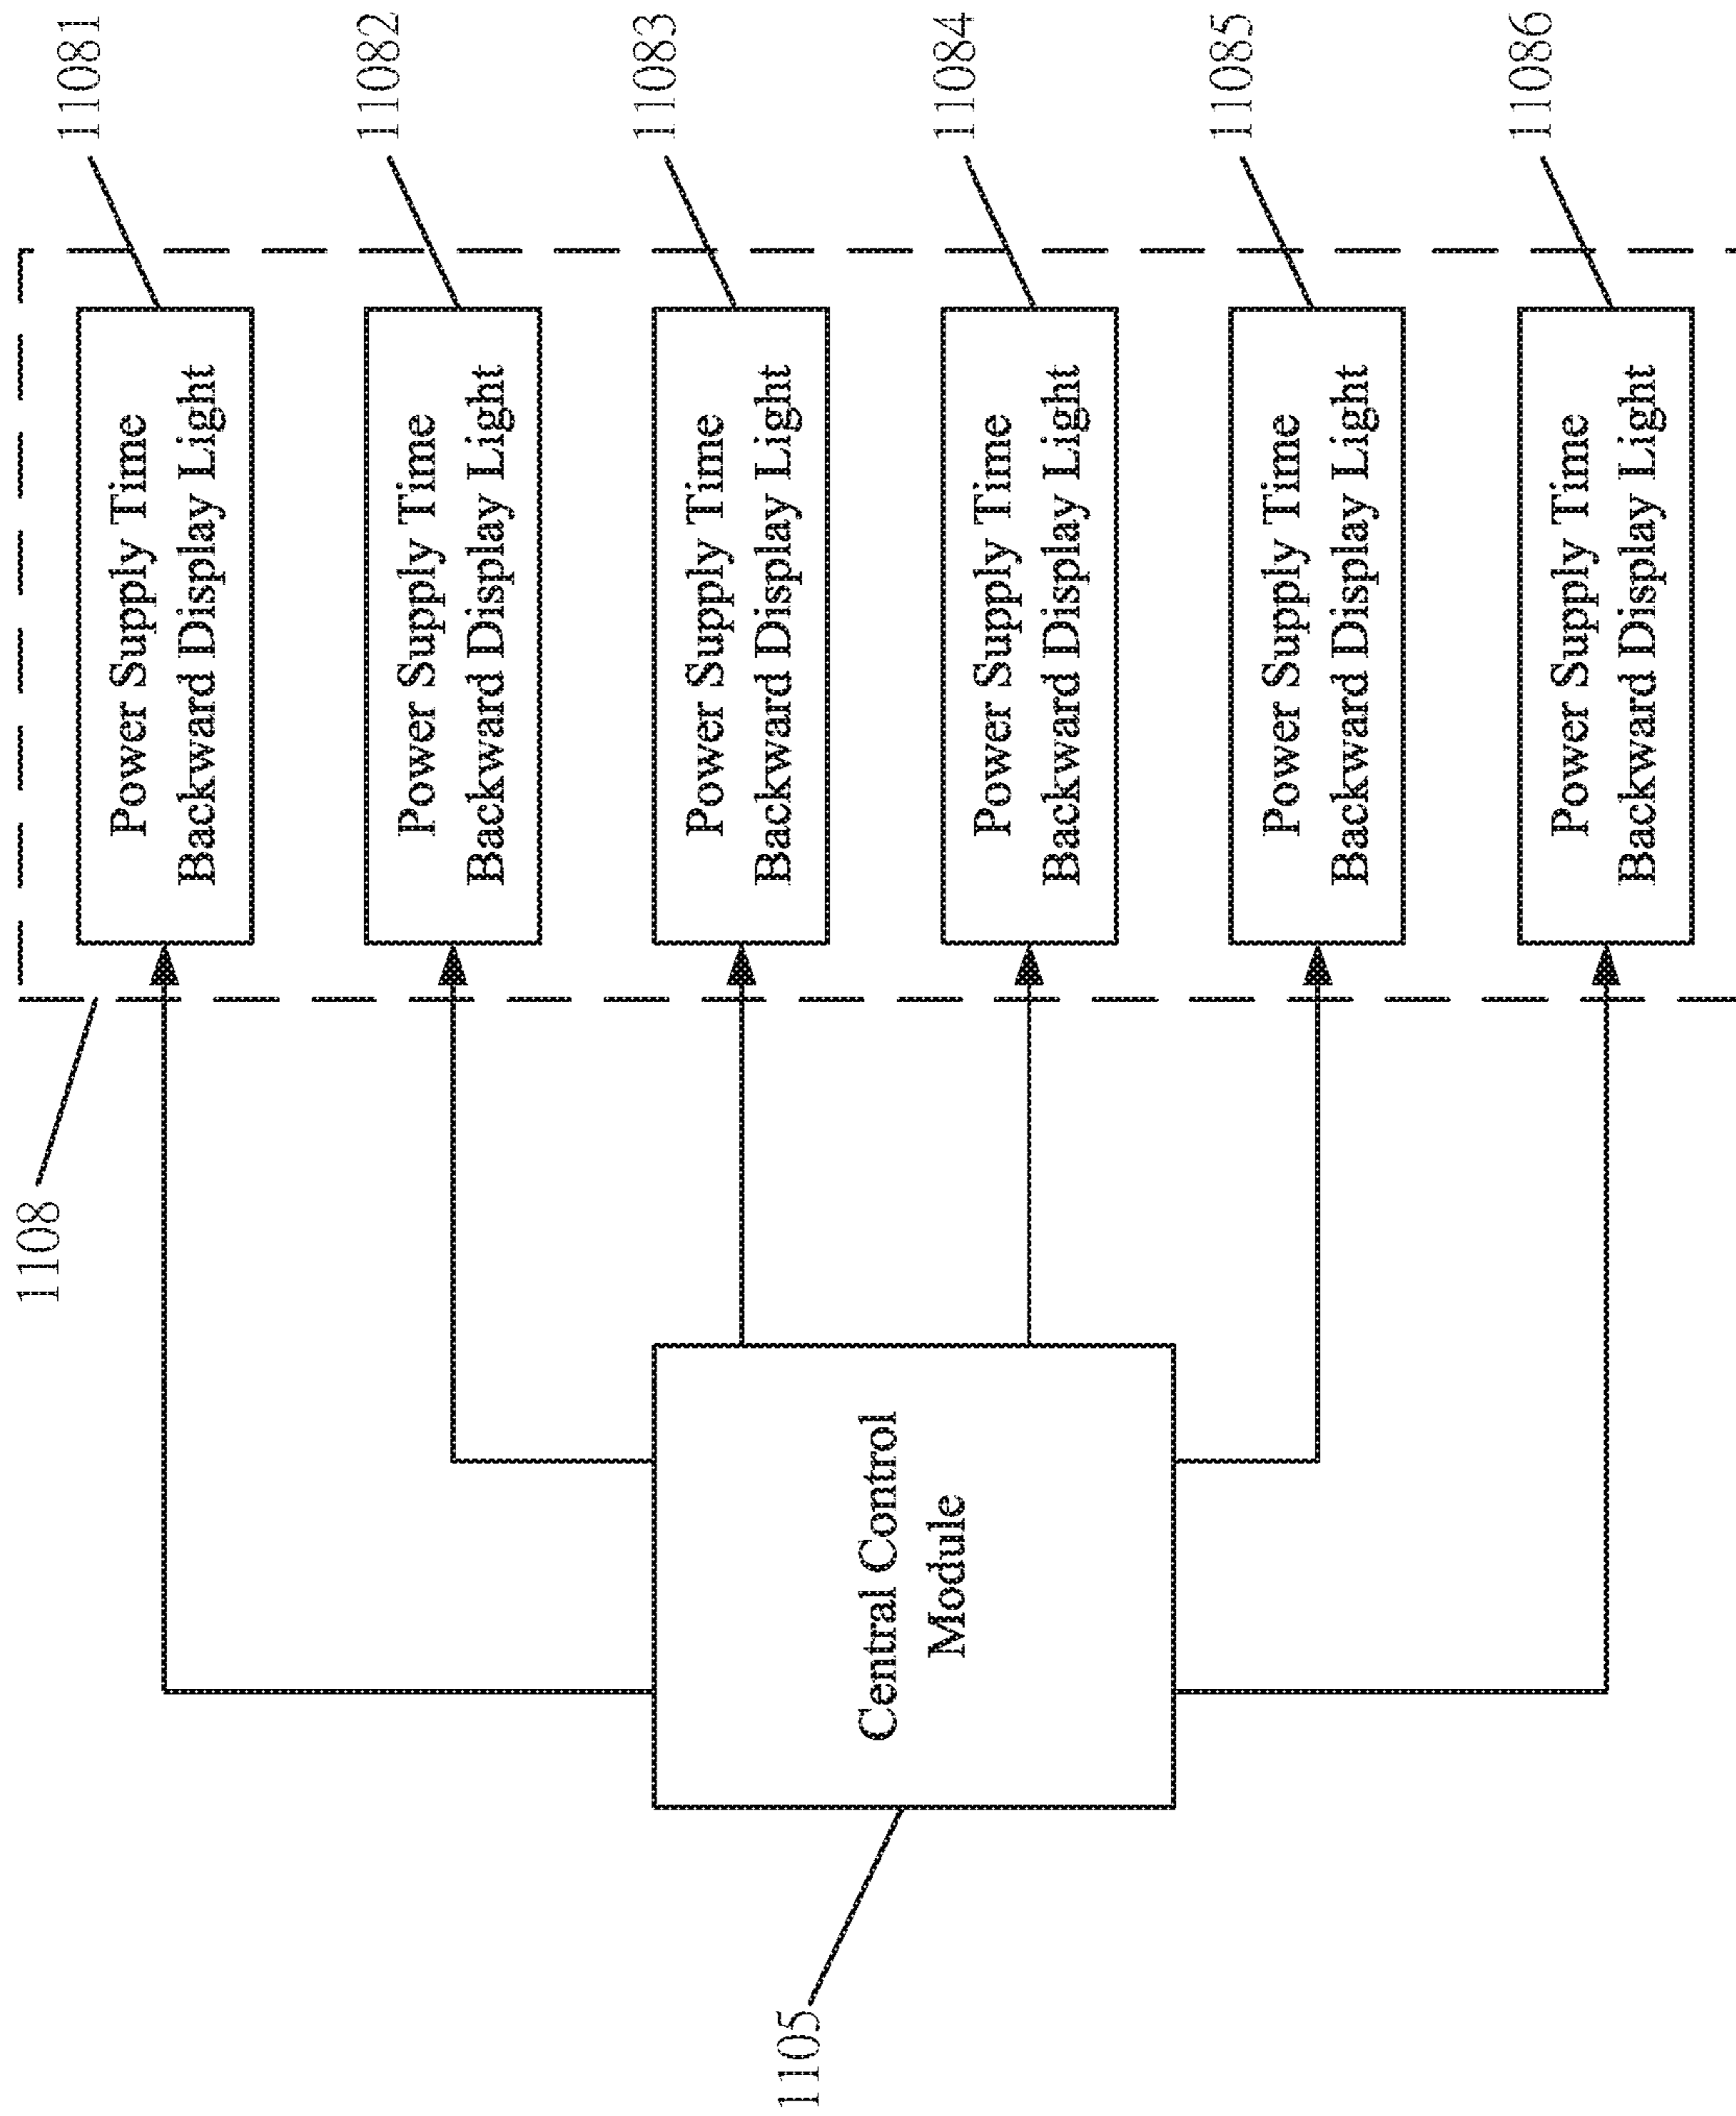 1108
11081
Power Supply Time
Backward Display Light
11082
Power Supply Time
Backward Display Light
11083
Power Supply Time
Backward Display Light
1105
Central Control
Module
11084
Power Supply Time
Backward Display Light
11085
Power Supply Time
Backward Display Light
11086
Power Supply Time
Backward Display Light